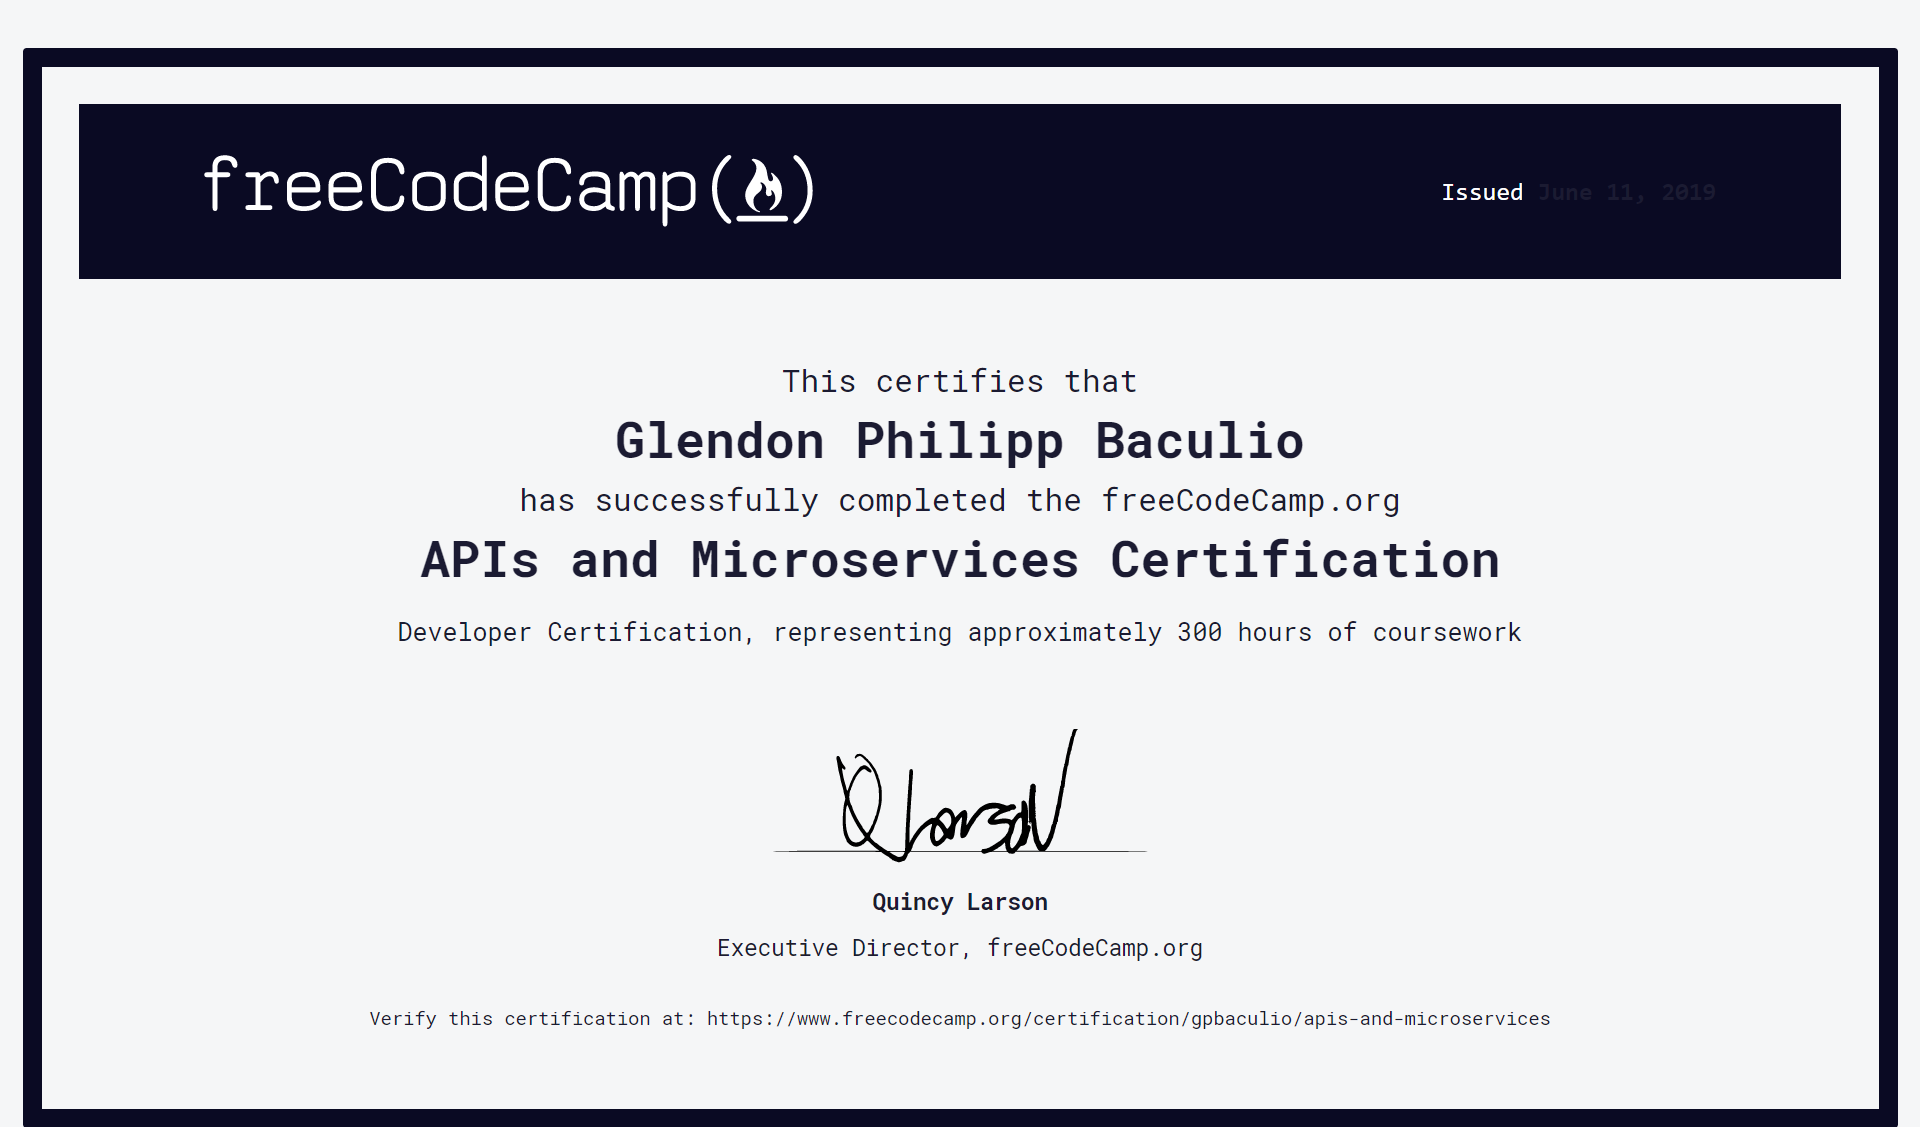 freeCodeCamp(🔥)
Issued June 11, 2019
This certifies that
Glendon Philipp Baculio
has successfully completed the freeCodeCamp.org
APIs and Microservices Certification
Developer Certification, representing approximately 300 hours of coursework
Q Larson
Quincy Larson
Executive Director, freeCodeCamp.org
Verify this certification at: https://www.freecodecamp.org/certification/gpbaculio/apis-and-microservices